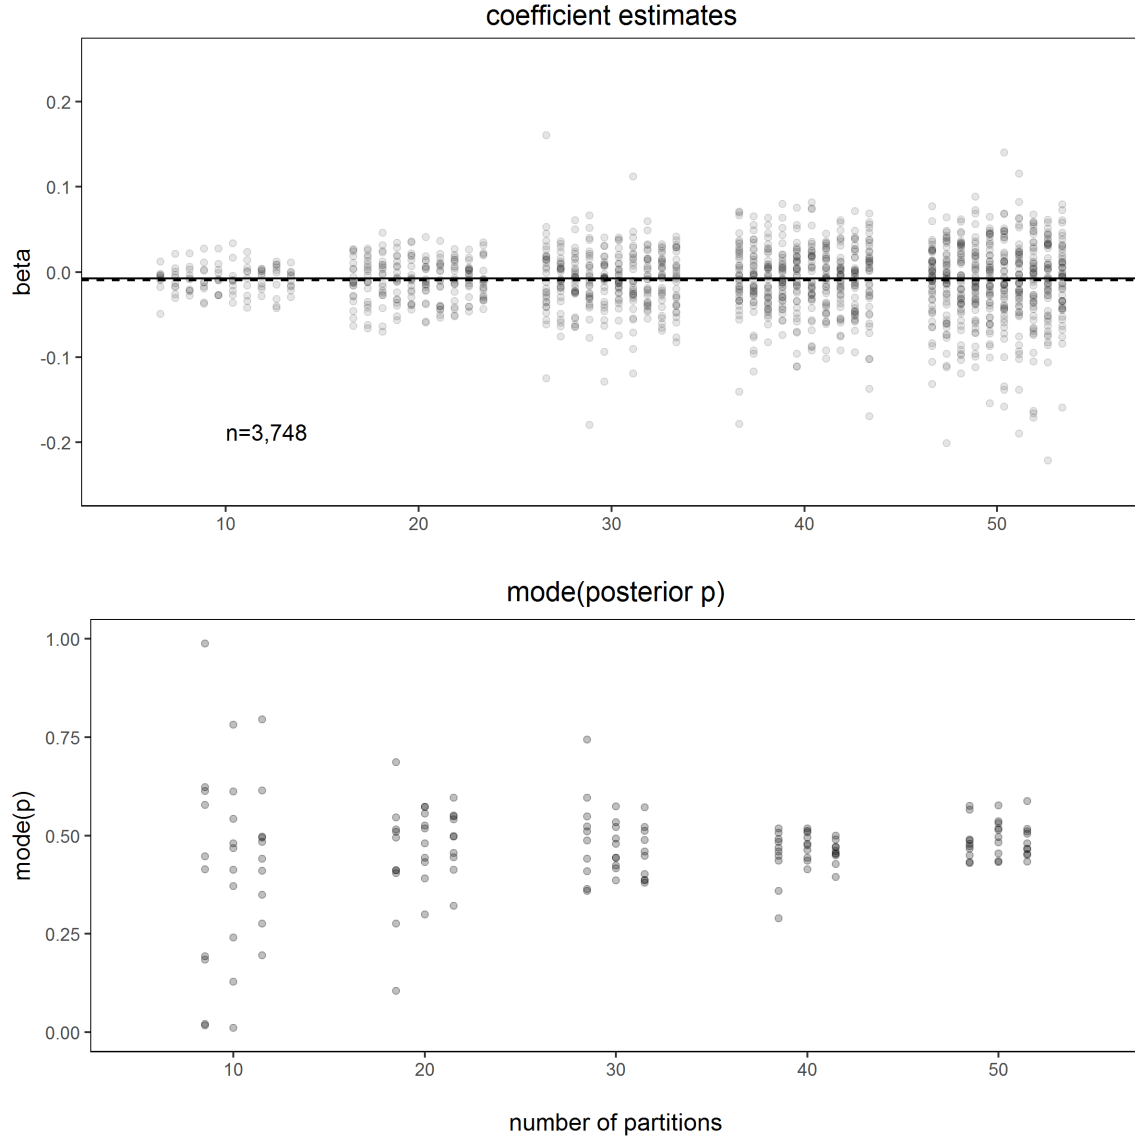 coefficient estimates
0.2
0.1
0.0
-0.1
-0.2
beta
n=3,748
10 20 30 40 50
mode(posterior p)
1.00
0.75
0.50
0.25
0.00
mode(p)
10 20 30 40 50
number of partitions